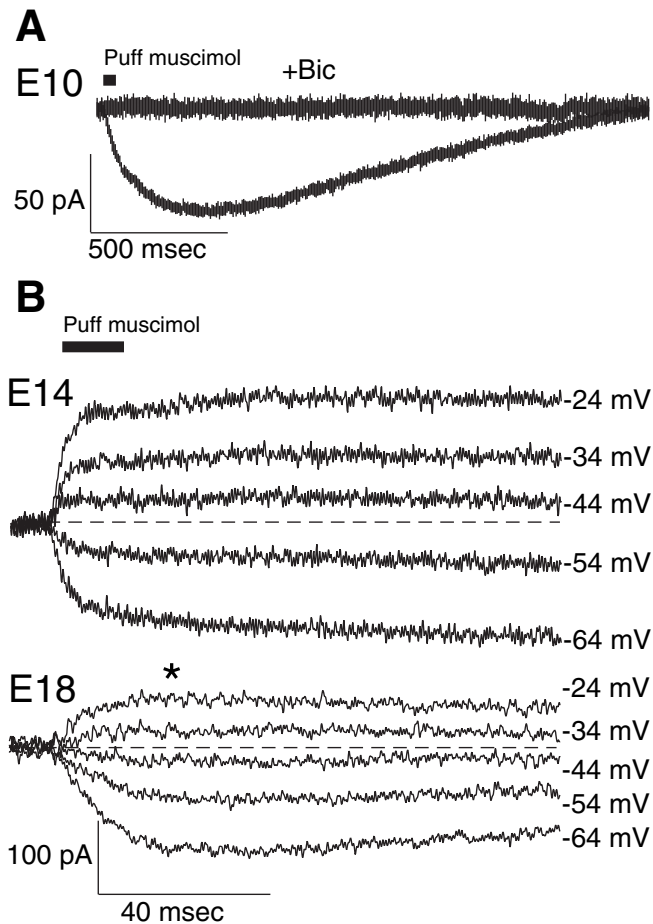 A
Puff muscimol
E10
+Bic
50 pA
500 msec
B
Puff muscimol
E14
-24 mV
-34 mV
-44 mV
-54 mV
-64 mV
E18
*
-24 mV
-34 mV
-44 mV
-54 mV
-64 mV
100 pA
40 msec